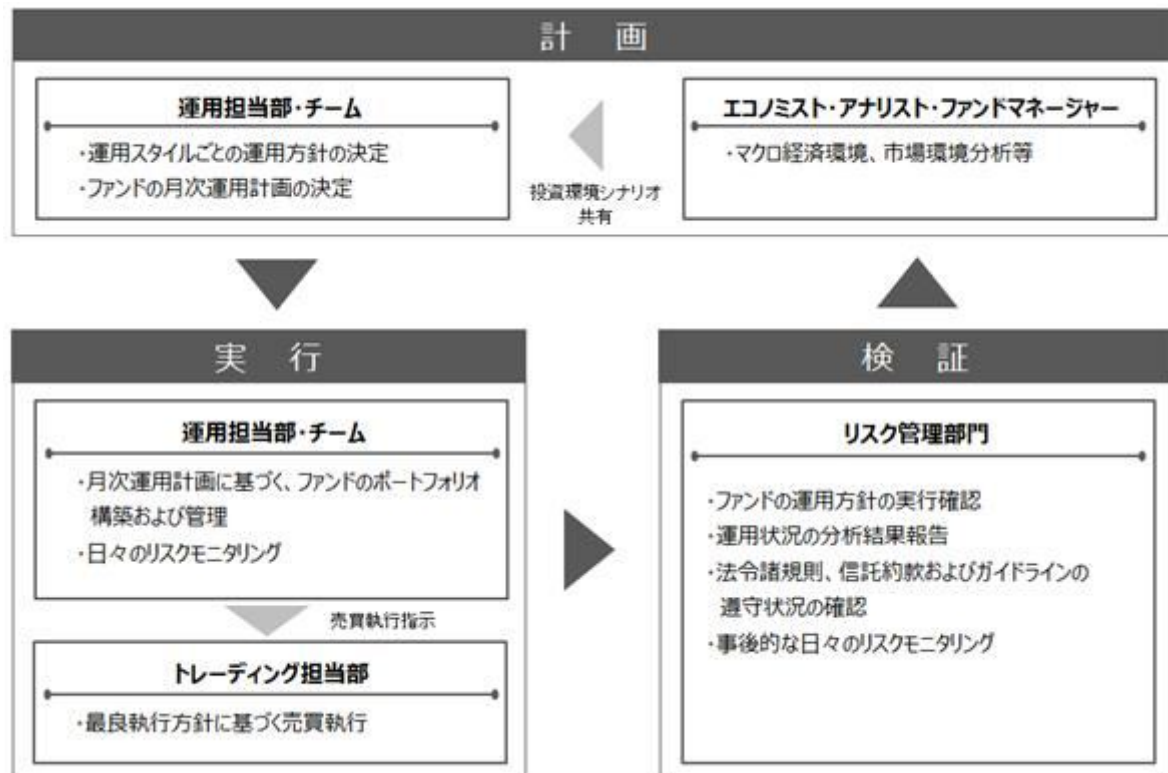 計 画
運用担当部・チーム
・運用スタイルごとの運用方針の決定
・ファンドの月次運用計画の決定
投資環境シナリオ
共有
エコノミスト・アナリスト・ファンドマネージャー
・マクロ経済環境、市場環境分析等
実 行
運用担当部・チーム
・月次運用計画に基づく、ファンドのポートフォリオ
構築および管理
・日々のリスクモニタリング
売買執行指示
トレーディング担当部
・最良執行方針に基づく売買執行
検 証
リスク管理部門
・ファンドの運用方針の実行確認
・運用状況の分析結果報告
・法令諸規則、信託約款およびガイドラインの
遵守状況の確認
・事後的な日々のリスクモニタリング